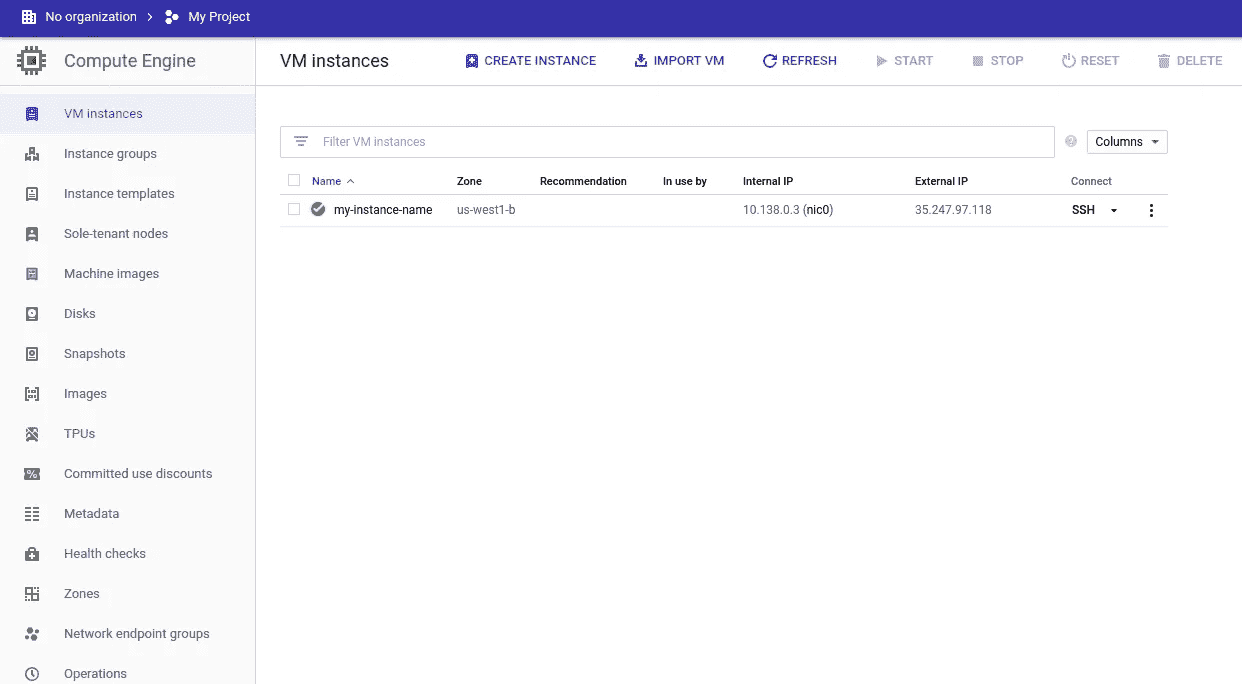 No organization > My Project
Compute Engine
VM instances
CREATE INSTANCE
IMPORT VM
REFRESH
START
STOP
RESET
DELETE
VM instances
Instance groups
Instance templates
Sole-tenant nodes
Machine images
Disks
Snapshots
Images
TPUs
Committed use discounts
Metadata
Health checks
Zones
Network endpoint groups
Operations
Filter VM instances
Columns
Name Zone Recommendation In use by Internal IP External IP Connect
my-instance-name us-west1-b 10.138.0.3 (nic0) 35.247.97.118 SSH